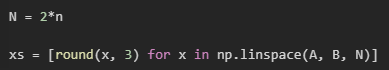 N = 2*n
xs = [round(x, 3) for x in np.linspace(A, B, N)]